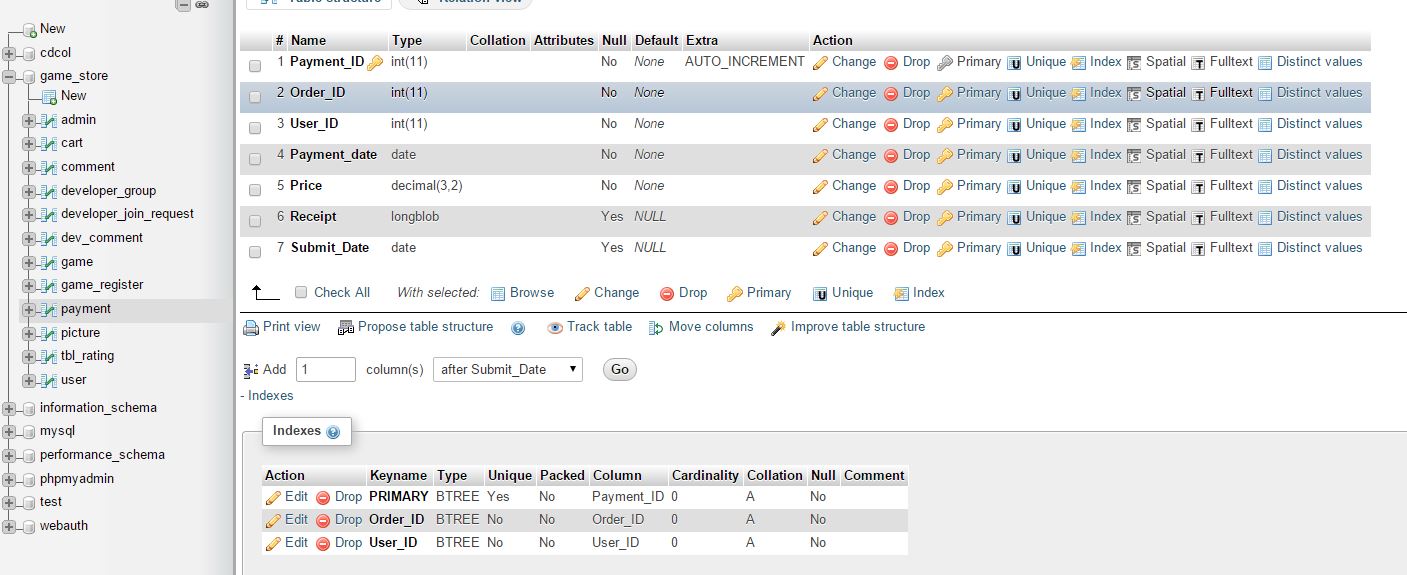 Table structure Relation view
New
cdcol
game_store
New
admin
cart
comment
developer_group
developer_join_request
dev_comment
game
game_register
payment
picture
tbl_rating
user
information_schema
mysql
performance_schema
phpmyadmin
test
webauth
# Name Type Collation Attributes Null Default Extra Action
1 Payment_ID int(11) No None AUTO_INCREMENT Change Drop Primary Unique Index Spatial Fulltext Distinct values
2 Order_ID int(11) No None Change Drop Primary Unique Index Spatial Fulltext Distinct values
3 User_ID int(11) No None Change Drop Primary Unique Index Spatial Fulltext Distinct values
4 Payment_date date No None Change Drop Primary Unique Index Spatial Fulltext Distinct values
5 Price decimal(3,2) No None Change Drop Primary Unique Index Spatial Fulltext Distinct values
6 Receipt longblob Yes NULL Change Drop Primary Unique Index Spatial Fulltext Distinct values
7 Submit_Date date Yes NULL Change Drop Primary Unique Index Spatial Fulltext Distinct values
Check All With selected: Browse Change Drop Primary Unique Index
Print view Propose table structure Track table Move columns Improve table structure
Add 1 column(s) after Submit_Date Go
- Indexes
Indexes
Action Keyname Type Unique Packed Column Cardinality Collation Null Comment
Edit Drop PRIMARY BTREE Yes No Payment_ID 0 A No
Edit Drop Order_ID BTREE No No Order_ID 0 A No
Edit Drop User_ID BTREE No No User_ID 0 A No